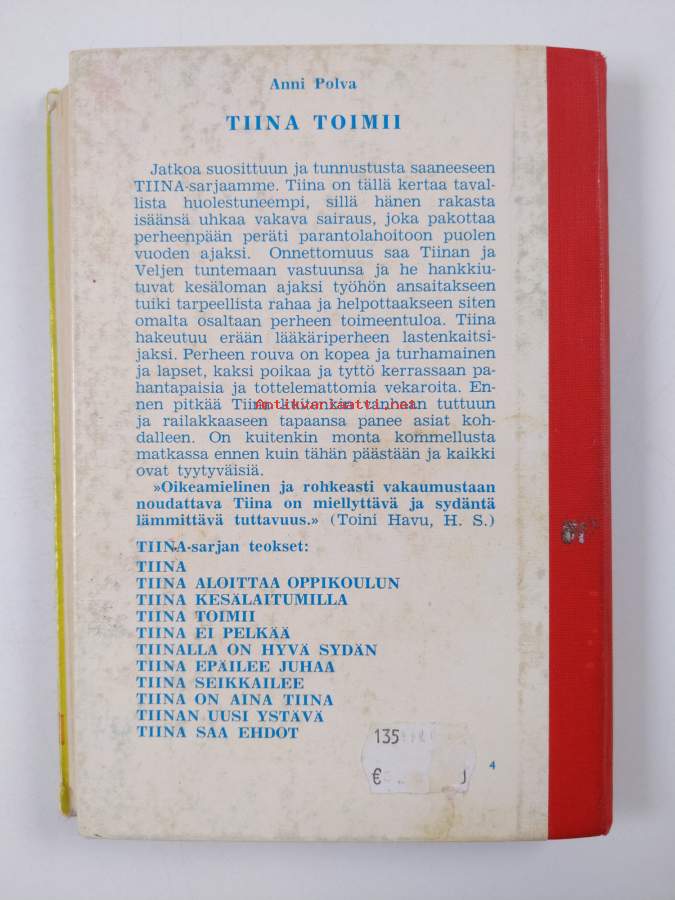 Anni Polva
TIINA TOIMII
Jatkoa suosittuun ja tunnustusta saaneeseen
TIINA-sarjaamme. Tiina on tällä kertaa taval-
lista huolestuneempi, sillä hänen rakasta
isäänsä uhkaa vakava sairaus, joka pakottaa
perheenpään peräti parantolahoitoon puolen
vuoden ajaksi. Onnettomuus saa Tiinan ja
Veljen tuntemaan vastuunsa ja he hankkiu-
tuvat kesäloman ajaksi työhön ansaitakseen
tuiki tarpeellista rahaa ja helpottaakseen siten
omalta osaltaan perheen toimeentuloa. Tiina
hakeutuu erään lääkäriperheen lastenkaitsi-
jaksi. Perheen rouva on kopea ja turhamainen
ja lapset, kaksi poikaa ja tyttö kerrassaan pa-
hantapaisia ja tottelemattomia vekaroita. En-
nen pitkää Tiina kuitenkin vanhan tuttuun
Antikvariaatti.net
ja railakkaaseen tapaansa panee asiat koh-
dalleen. On kuitenkin monta kommellusta
matkassa ennen kuin tähän päästään ja kaikki
ovat tyytyväisiä.
»Oikeamielinen ja rohkeasti vakaumustaan
noudattava Tiina on miellyttävä ja sydäntä
lämmittävä tuttavuus.» (Toini Havu, H. S.)
TIINA-sarjan teokset:
TIINA
TIINA ALOITTAA OPPIKOULUN
TIINA KESÄLAITUMILLA
TIINA TOIMII
TIINA EI PELKÄÄ
TIINALLA ON HYVÄ SYDÄN
TIINA EPÄILEE JUHAA
TIINA SEIKKAILEE
TIINA ON AINA TIINA
TIINAN UUSI YSTÄVÄ
TIINA SAA EHDOT
135
€
4